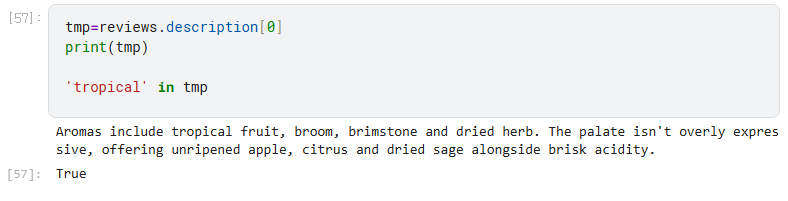 [57]:
tmp=reviews.description[0]
print(tmp)
'tropical' in tmp
Aromas include tropical fruit, broom, brimstone and dried herb. The palate isn't overly expres
sive, offering unripened apple, citrus and dried sage alongside brisk acidity.
[57]: True